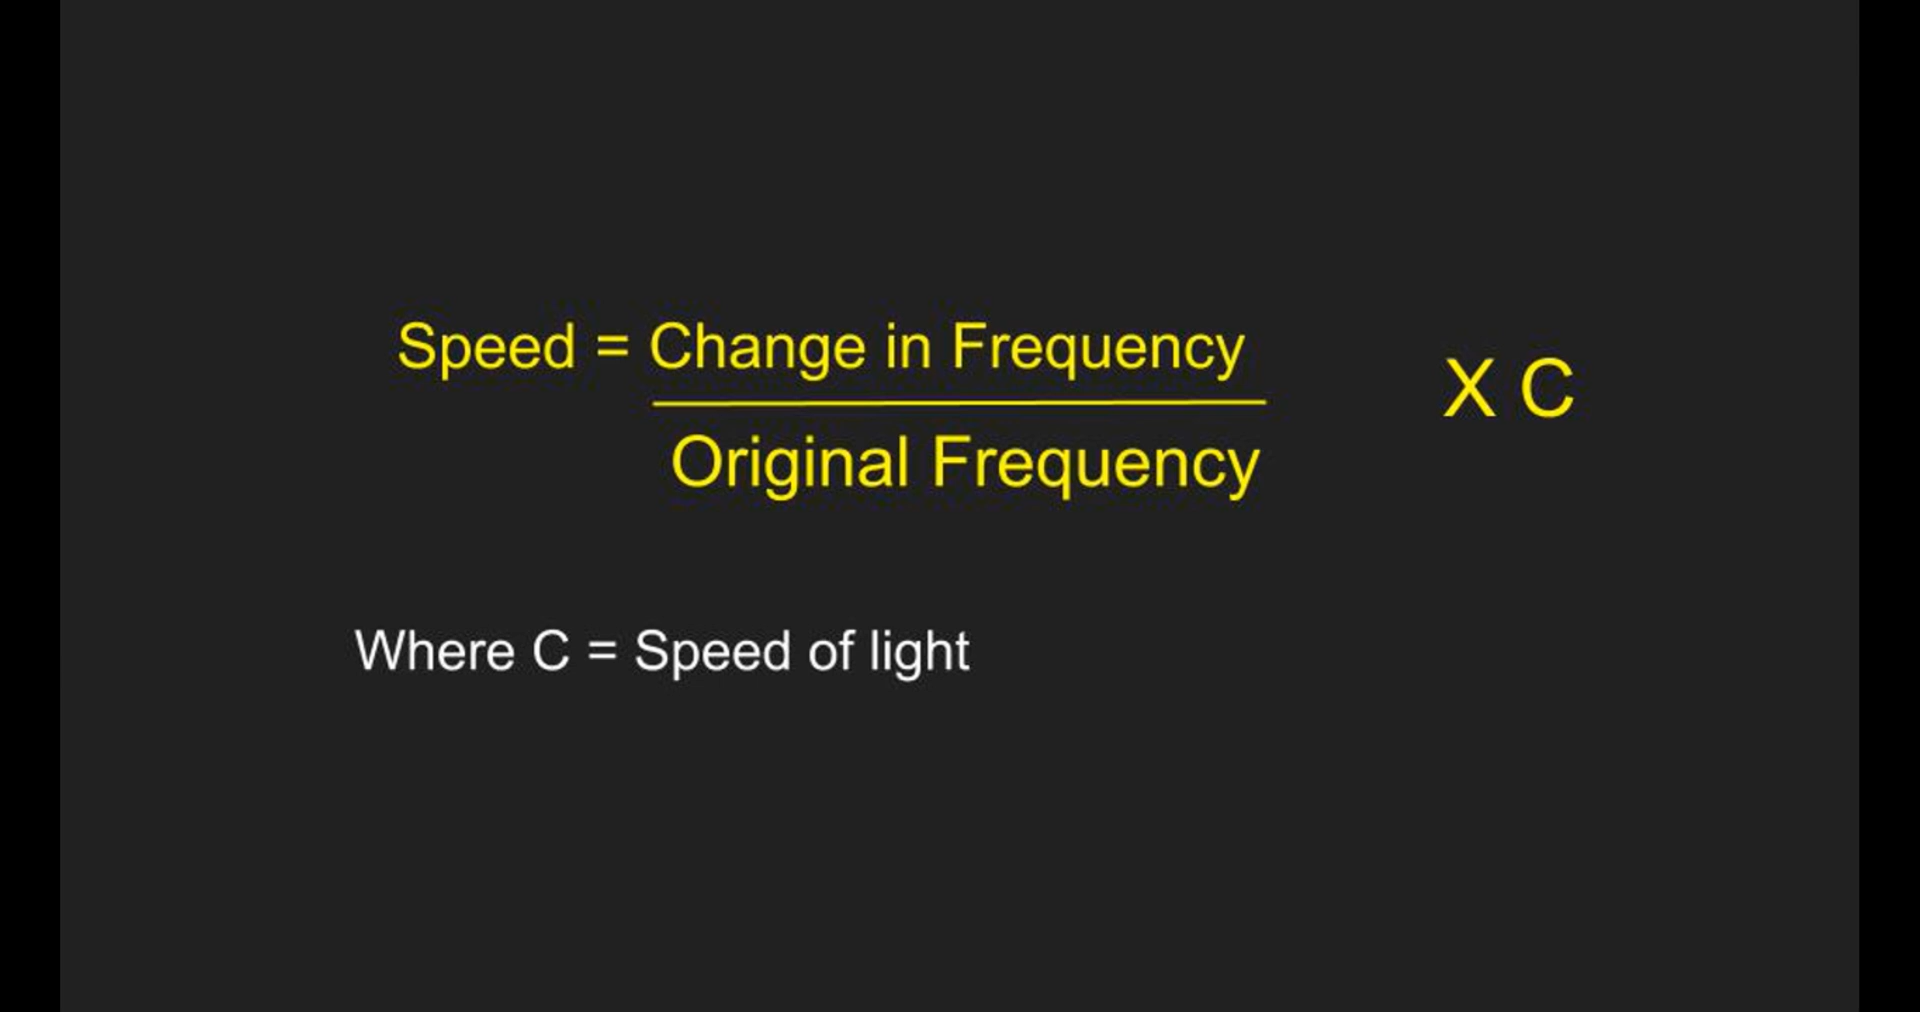 Speed = Change in Frequency
X C
Original Frequency
Where C = Speed of light